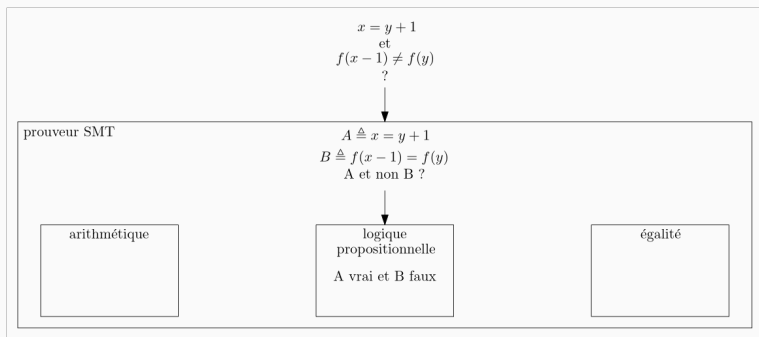 x = y + 1
et
f(x − 1) ≠ f(y)
?
prouveur SMT
A ≜ x = y + 1
B ≜ f(x − 1) = f(y)
A et non B ?
arithmétique
logique
propositionnelle
A vrai et B faux
égalité